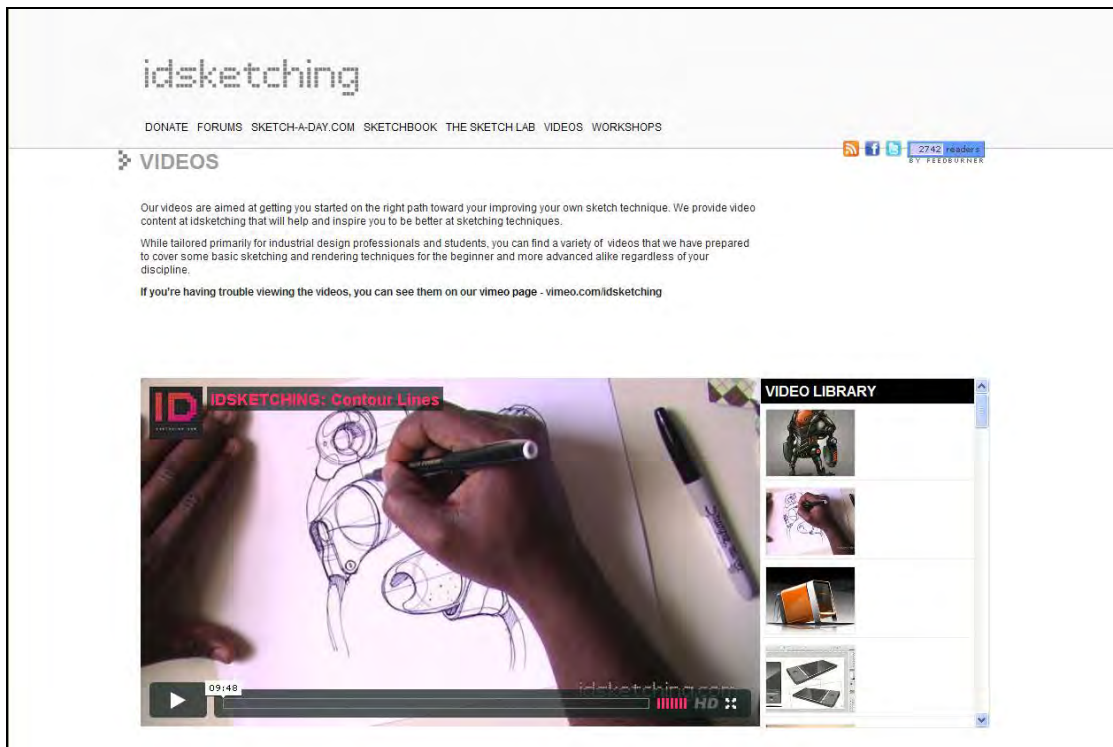 idsketching
DONATE FORUMS SKETCH-A-DAY.COM SKETCHBOOK THE SKETCH LAB VIDEOS WORKSHOPS
2742 readers
BY FEEDBURNER
VIDEOS
Our videos are aimed at getting you started on the right path toward your improving your own sketch technique. We provide video
content at idsketching that will help and inspire you to be better at sketching techniques.
While tailored primarily for industrial design professionals and students, you can find a variety of videos that we have prepared
to cover some basic sketching and rendering techniques for the beginner and more advanced alike regardless of your
discipline.
If you're having trouble viewing the videos, you can see them on our vimeo page - vimeo.com/idsketching
ID
IDSKETCHING: Contour Lines
Sharpie
VIDEO LIBRARY
09:48
idsketching.com
HD